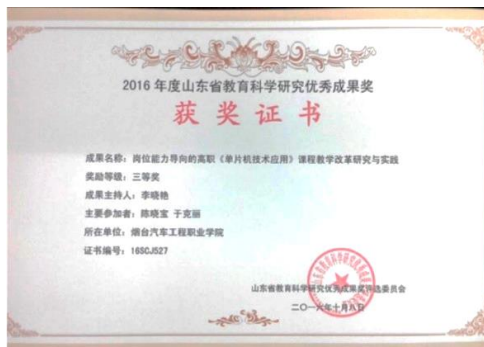 2016 年度山东省教育科学研究优秀成果奖
获奖证书
成果名称：岗位能力导向的高职《单片机技术应用》课程教学改革研究与实践
奖励等级：三等奖
成果主持人：李晓艳
主要参加者：陈晓宝 于克丽
所在单位：烟台汽车工程职业学院
证书编号：16SCJ527
山东省教育科学研究优秀成果奖评选委员会
二〇一六年十月八日